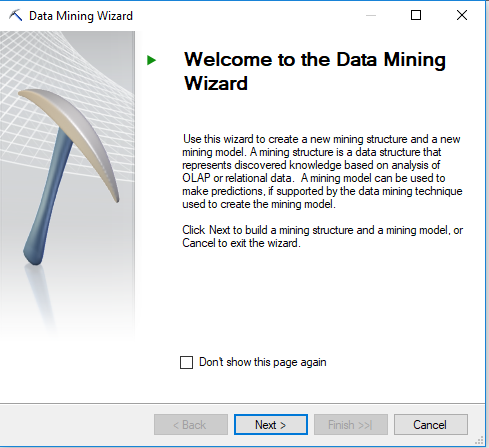 Data Mining Wizard
Welcome to the Data Mining
Wizard
Use this wizard to create a new mining structure and a new
mining model. A mining structure is a data structure that
represents discovered knowledge based on analysis of
OLAP or relational data.  A mining model can be used to
make predictions, if supported by the data mining technique
used to create the mining model.
Click Next to build a mining structure and a mining model, or
Cancel to exit the wizard.
Don't show this page again
< Back
Next >
Finish >>|
Cancel